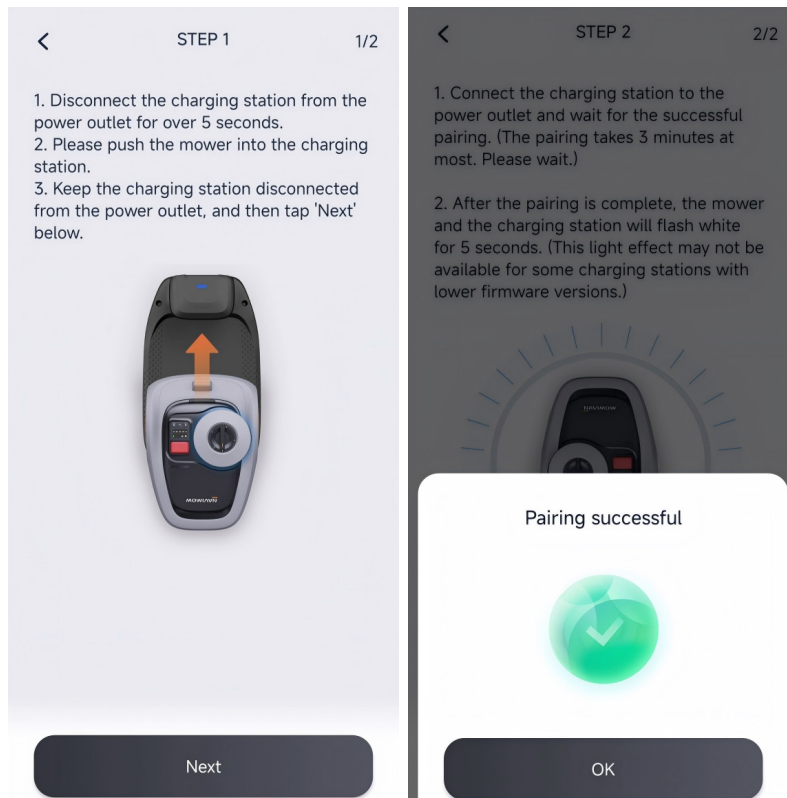 STEP 1
1/2
1. Disconnect the charging station from the
power outlet for over 5 seconds.
2. Please push the mower into the charging
station.
3. Keep the charging station disconnected
from the power outlet, and then tap 'Next'
below.
NAVIMOW
Next
STEP 2
2/2
1. Connect the charging station to the
power outlet and wait for the successful
pairing. (The pairing takes 3 minutes at
most. Please wait.)
2. After the pairing is complete, the mower
and the charging station will flash white
for 5 seconds. (This light effect may not be
available for some charging stations with
lower firmware versions.)
NAVIMOW
Pairing successful
OK